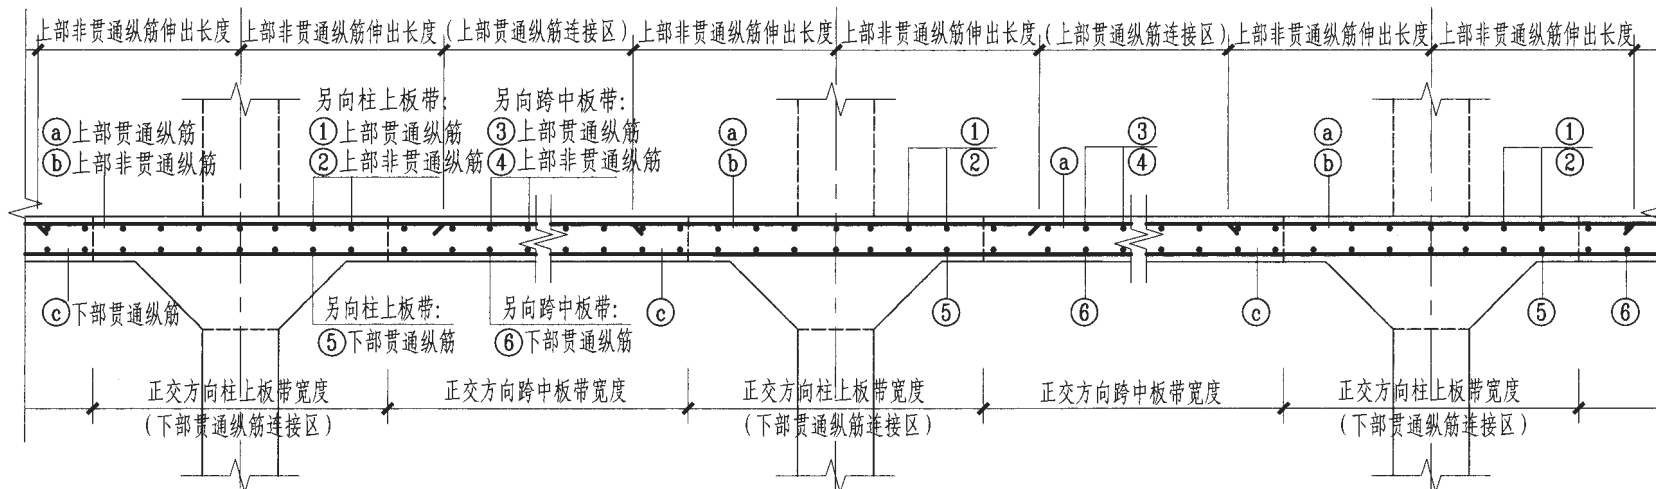 上部非贯通纵筋伸出长度 上部非贯通纵筋伸出长度 (上部贯通纵筋连接区) 上部非贯通纵筋伸出长度 上部非贯通纵筋伸出长度 (上部贯通纵筋连接区) 上部非贯通纵筋伸出长度 上部非贯通纵筋伸出长度
另向柱上板带: 另向跨中板带:
ⓐ上部贯通纵筋 ①上部贯通纵筋 ③上部贯通纵筋 ⓐ ① ③ ⓐ ①
ⓑ上部非贯通纵筋 ②上部非贯通纵筋 ④上部非贯通纵筋 ⓑ ② ⓐ ④ ⓑ ②
ⓒ下部贯通纵筋 另向柱上板带: 另向跨中板带: ⓒ ⑤ ⑥ ⓒ ⑤ ⑥
⑤下部贯通纵筋 ⑥下部贯通纵筋
正交方向柱上板带宽度 正交方向跨中板带宽度 正交方向柱上板带宽度 正交方向跨中板带宽度 正交方向柱上板带宽度
(下部贯通纵筋连接区) (下部贯通纵筋连接区) (下部贯通纵筋连接区)